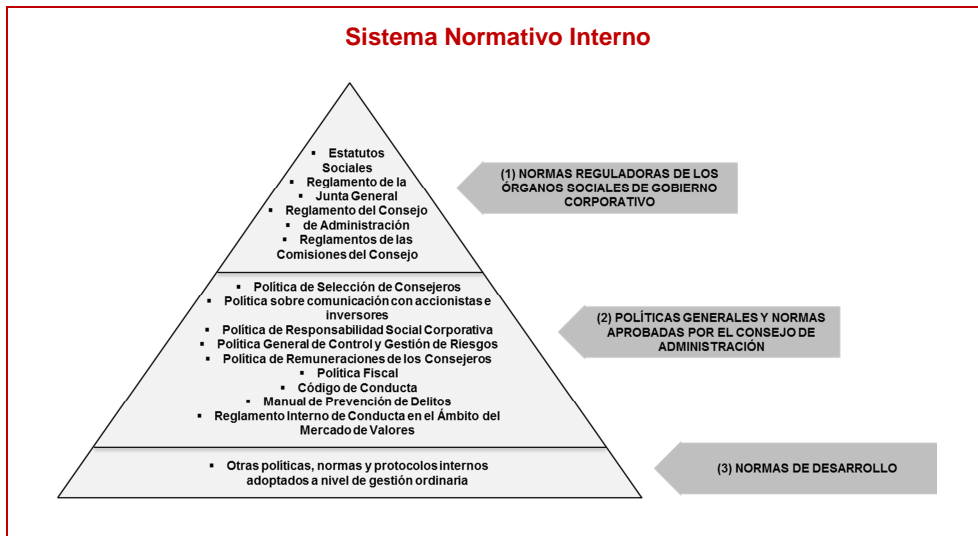 Sistema Normativo Interno
▪ Estatutos
Sociales
▪ Reglamento de la
▪ Junta General
▪ Reglamento del Consejo
▪ de Administración
▪ Reglamentos de las
Comisiones del Consejo
(1) NORMAS REGULADORAS DE LOS
ÓRGANOS SOCIALES DE GOBIERNO
CORPORATIVO
▪ Política de Selección de Consejeros
▪ Política sobre comunicación con accionistas e
inversores
▪ Política de Responsabilidad Social Corporativa
▪ Política General de Control y Gestión de Riesgos
▪ Política de Remuneraciones de los Consejeros
▪ Política Fiscal
▪ Código de Conducta
▪ Manual de Prevención de Delitos
▪ Reglamento Interno de Conducta en el Ámbito del
Mercado de Valores
(2) POLÍTICAS GENERALES Y NORMAS
APROBADAS POR EL CONSEJO DE
ADMINISTRACIÓN
▪ Otras políticas, normas y protocolos internos
adoptados a nivel de gestión ordinaria
(3) NORMAS DE DESARROLLO